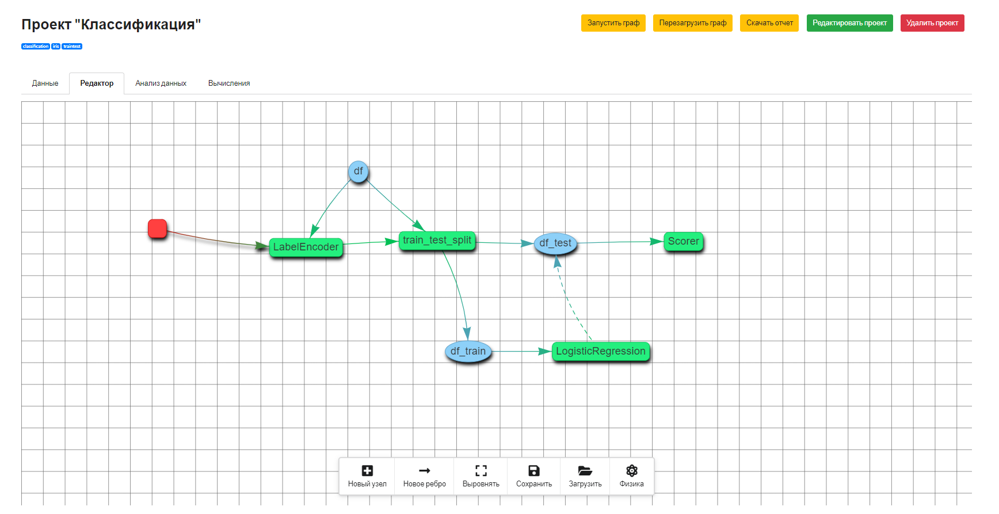 Проект "Классификация"
Запустить граф
Перезагрузить граф
Скачать отчет
Редактировать проект
Удалить проект
classification iris traintest
Данные
Редактор
Анализ данных
Вычисления
df
LabelEncoder
train_test_split
df_test
Scorer
df_train
LogisticRegression
Новый узел
Новое ребро
Выровнять
Сохранить
Загрузить
Физика